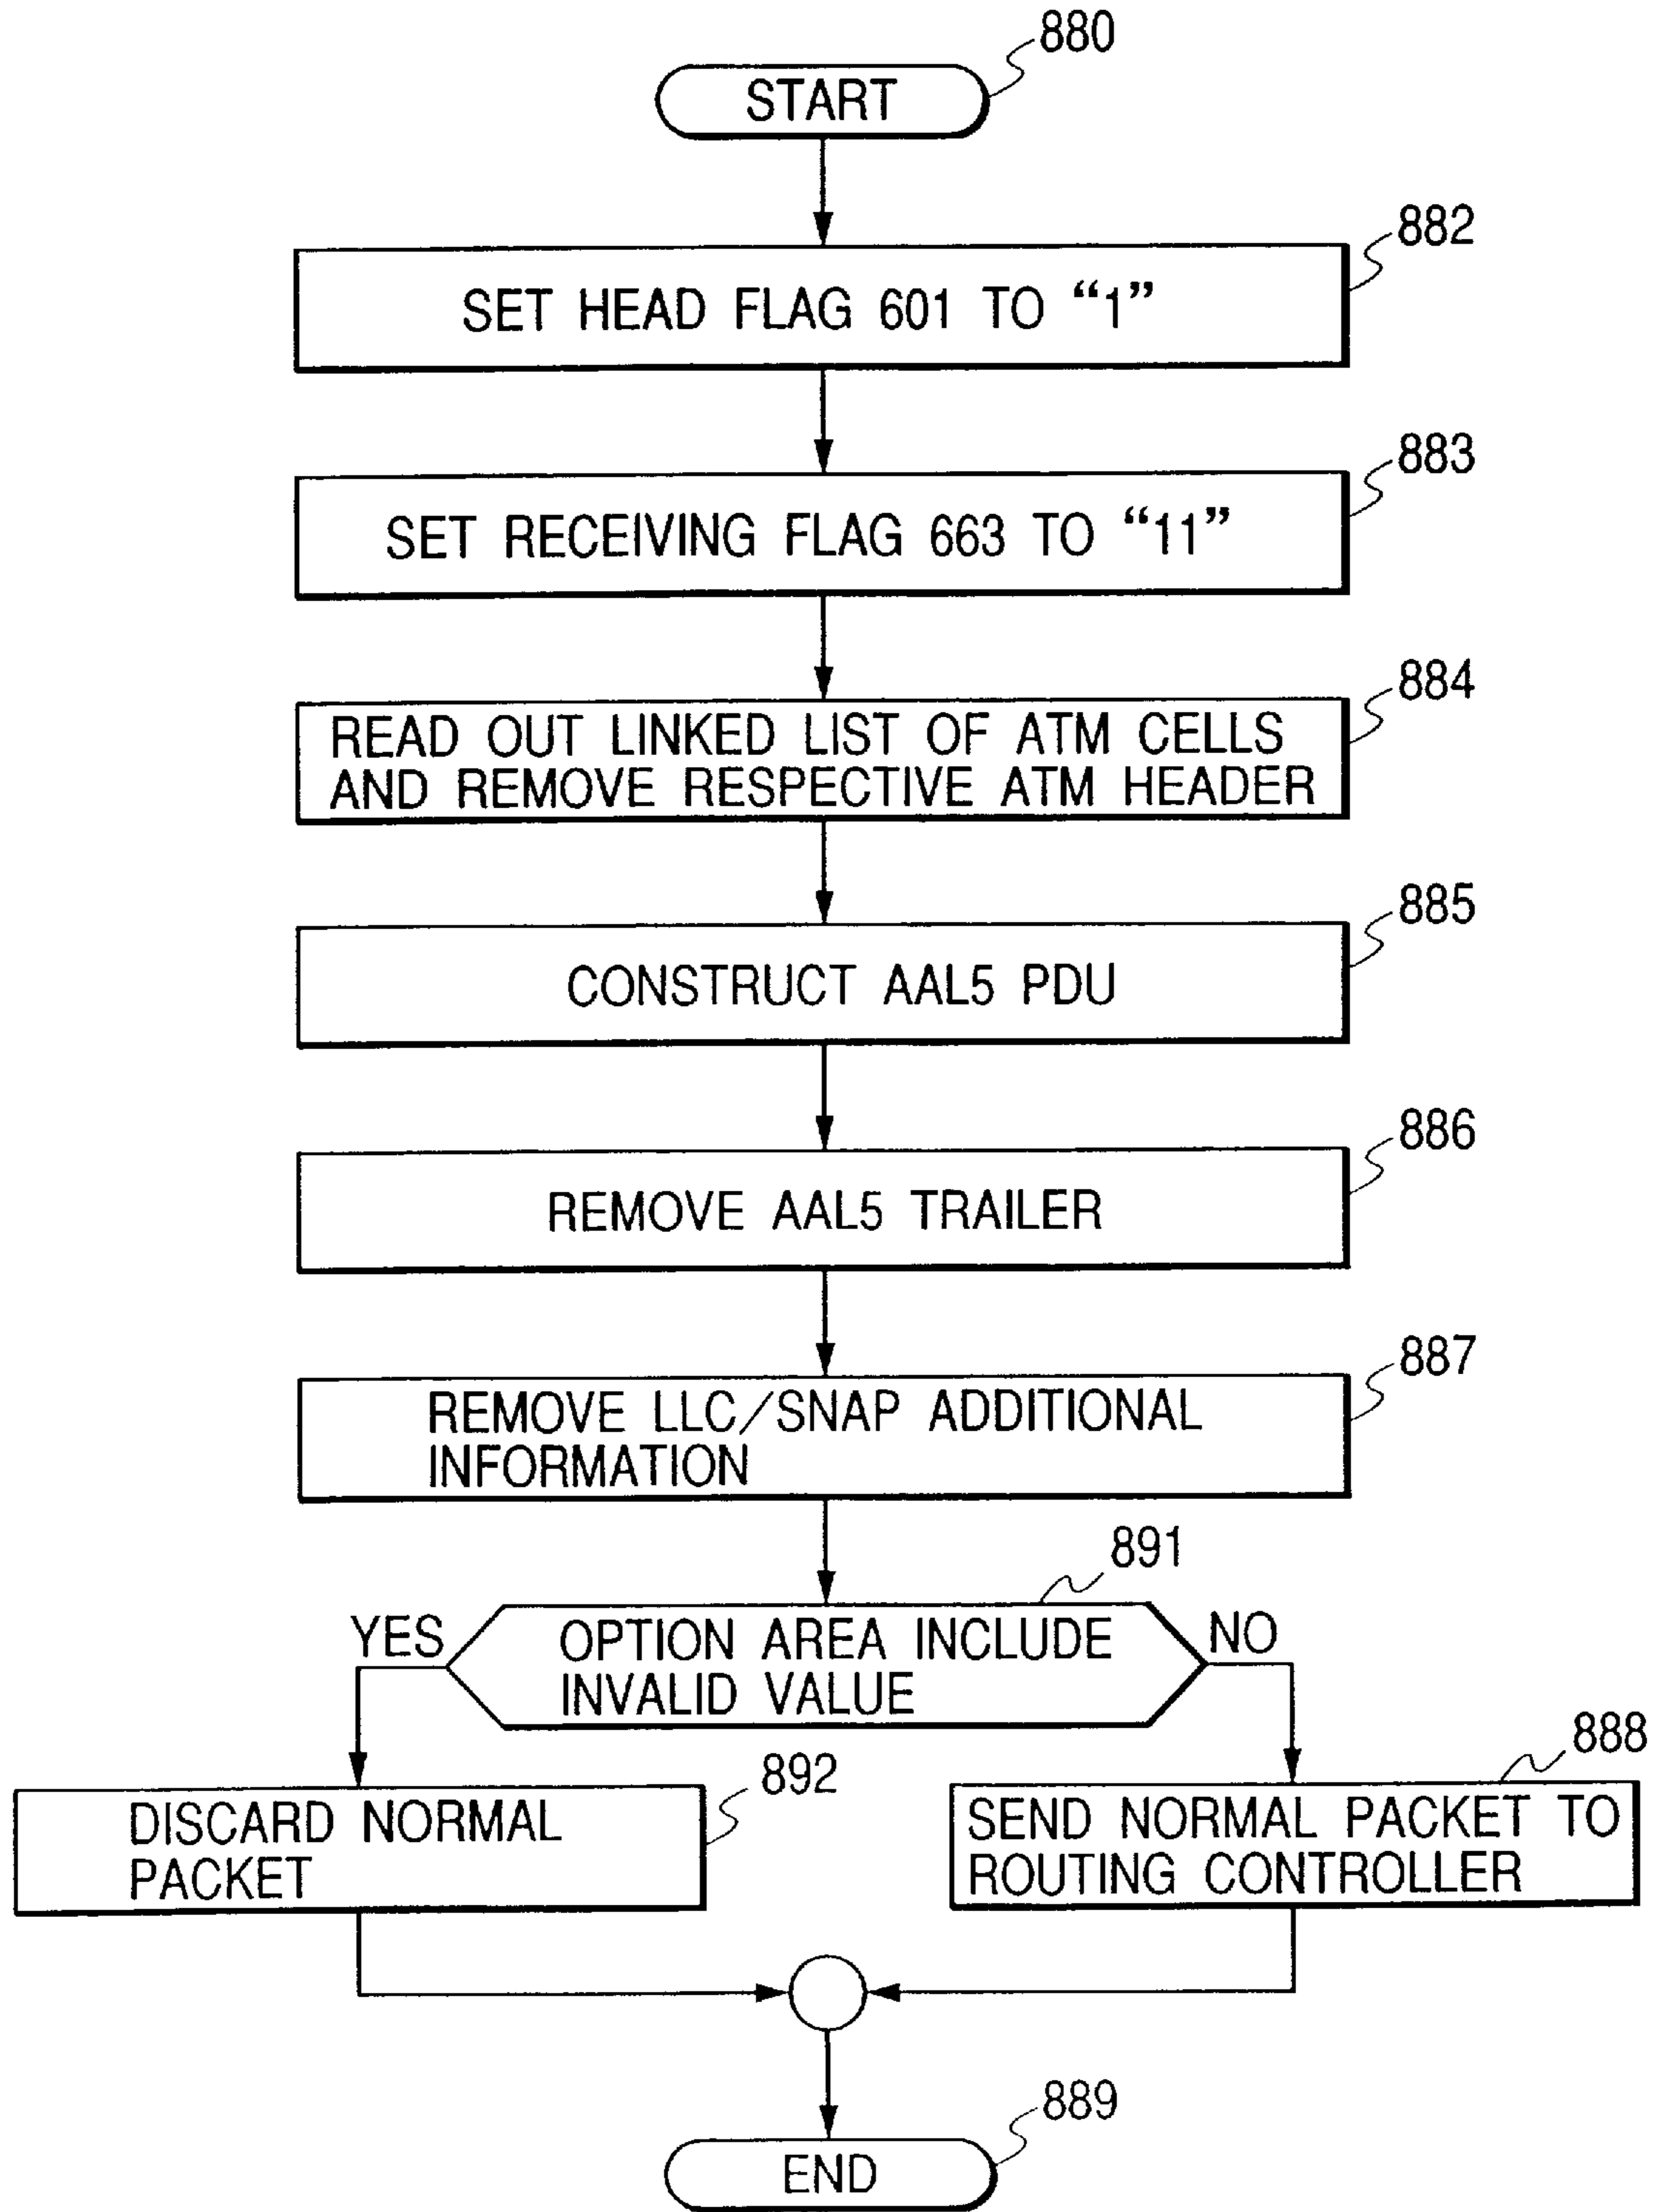 880
START
882
SET HEAD FLAG 601 TO “1”
883
SET RECEIVING FLAG 663 TO “11”
884
READ OUT LINKED LIST OF ATM CELLS
AND REMOVE RESPECTIVE ATM HEADER
885
CONSTRUCT AAL5 PDU
886
REMOVE AAL5 TRAILER
887
REMOVE LLC/SNAP ADDITIONAL
INFORMATION
891
YES
OPTION AREA INCLUDE
INVALID VALUE
NO
892
DISCARD NORMAL
PACKET
888
SEND NORMAL PACKET TO
ROUTING CONTROLLER
889
END